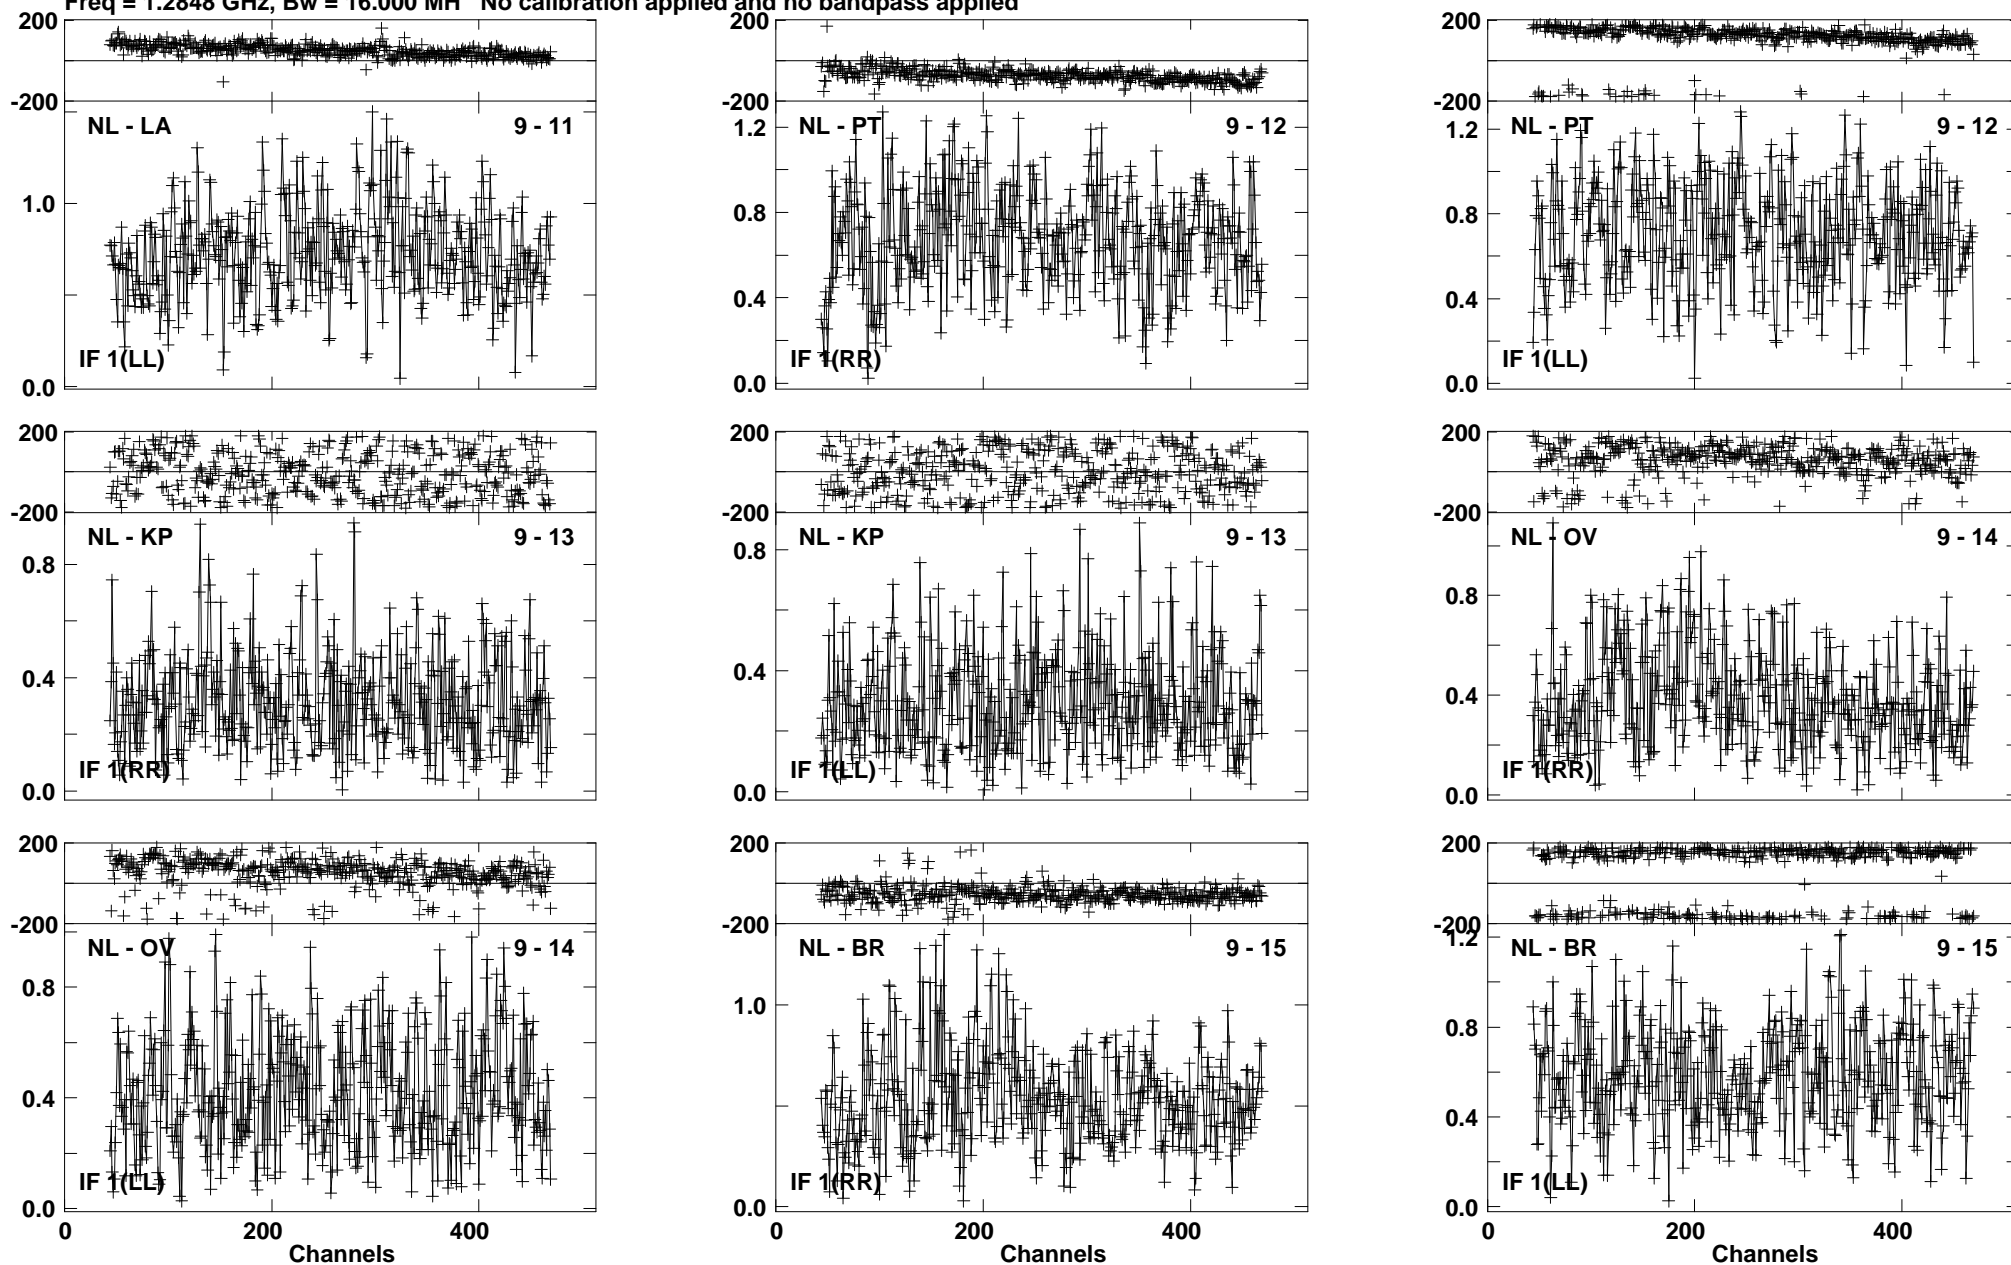 Freq = 1.2848 GHz, Bw = 16.000 MH No calibration applied and no bandpass applied
200
-200
NL - LA 9 - 11
1.0
IF 1(LL)
0.0
200
-200
NL - PT 9 - 12
1.2
0.8
0.4
IF 1(RR)
0.0
200
-200
NL - PT 9 - 12
1.2
0.8
0.4
IF 1(LL)
0.0
200
-200
NL - KP 9 - 13
0.8
0.4
IF 1(RR)
0.0
200
-200
NL - KP 9 - 13
0.8
0.4
IF 1(LL)
0.0
200
-200
NL - OV 9 - 14
0.8
0.4
IF 1(RR)
0.0
200
-200
NL - OV 9 - 14
0.8
0.4
IF 1(LL)
0.0
0 200 400
Channels
200
-200
NL - BR 9 - 15
1.0
IF 1(RR)
0.0
0 200 400
Channels
200
-200
1.2
NL - BR 9 - 15
0.8
0.4
IF 1(LL)
0.0
0 200 400
Channels